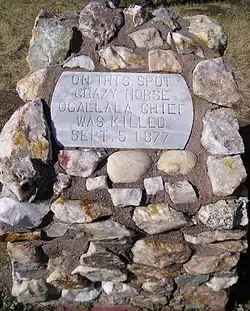 ON THIS SPOT
CRAZY HORSE
OGALLALA CHIEF
WAS KILLED
SEPT. 5 1877